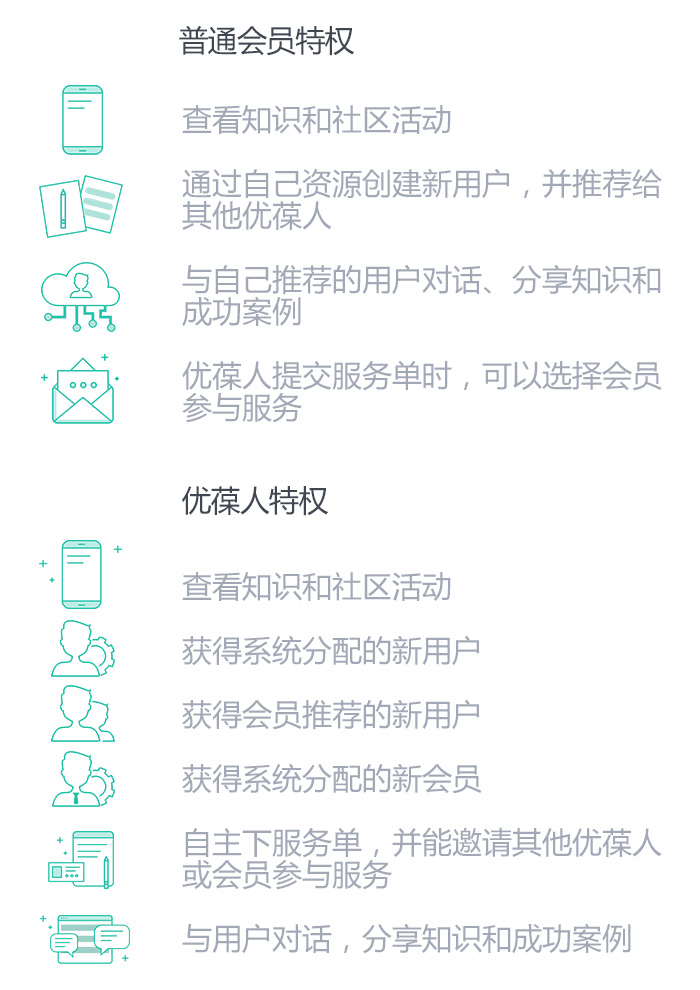 普通会员特权
查看知识和社区活动
通过自己资源创建新用户，并推荐给
其他优葆人
与自己推荐的用户对话、分享知识和
成功案例
优葆人提交服务单时，可以选择会员
参与服务
优葆人特权
查看知识和社区活动
获得系统分配的新用户
获得会员推荐的新用户
获得系统分配的新会员
自主下服务单，并能邀请其他优葆人
或会员参与服务
与用户对话，分享知识和成功案例